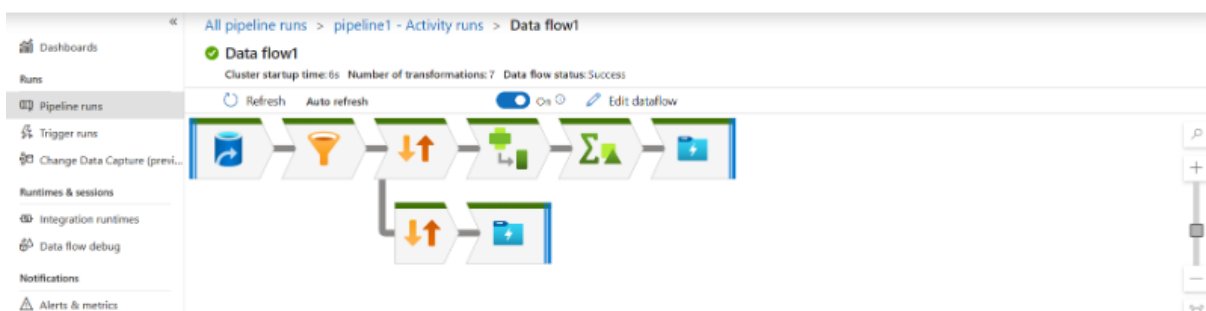 «
All pipeline runs > pipeline1 - Activity runs > Data flow1
Dashboards
Data flow1
Runs
Cluster startup time:6s Number of transformations:7 Data flow status:Success
Pipeline runs
Refresh Auto refresh On Edit dataflow
Trigger runs
Change Data Capture (previ...
Runtimes & sessions
Integration runtimes
Data flow debug
Notifications
Alerts & metrics